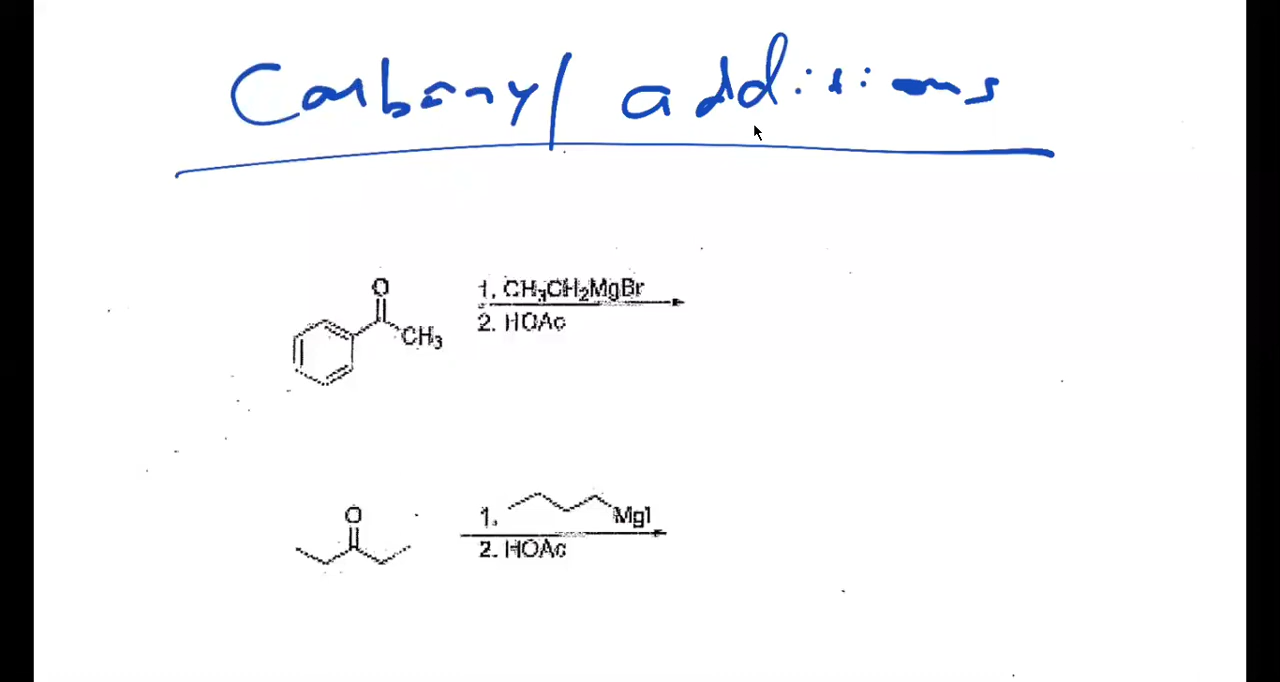 Carbonyl additions
O
1. CH₃CH₂MgBr
CH₃
2. HOAc
O
1. MgI
2. HOAc